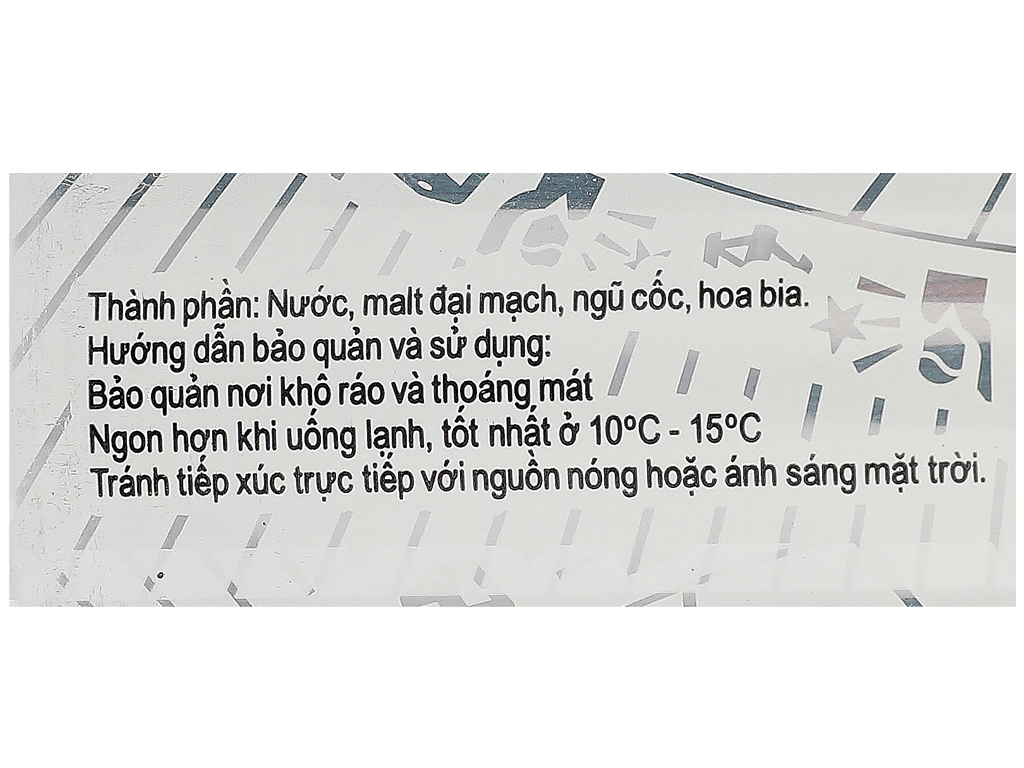 Thành phần: Nước, malt đại mạch, ngũ cốc, hoa bia.
Hướng dẫn bảo quản và sử dụng:
Bảo quản nơi khô ráo và thoáng mát
Ngon hơn khi uống lạnh, tốt nhất ở 10ºC - 15ºC
Tránh tiếp xúc trực tiếp với nguồn nóng hoặc ánh sáng mặt trời.